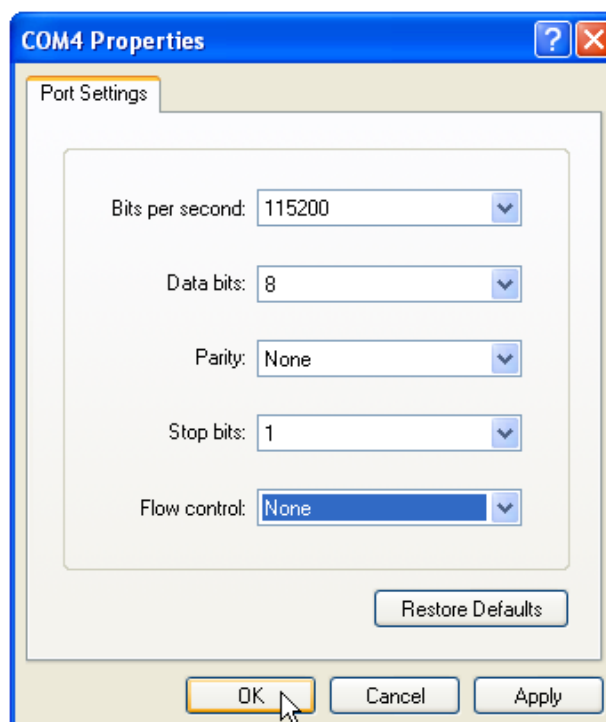 COM4 Properties
Port Settings
Bits per second: 115200
Data bits: 8
Parity: None
Stop bits: 1
Flow control: None
Restore Defaults
OK Cancel Apply